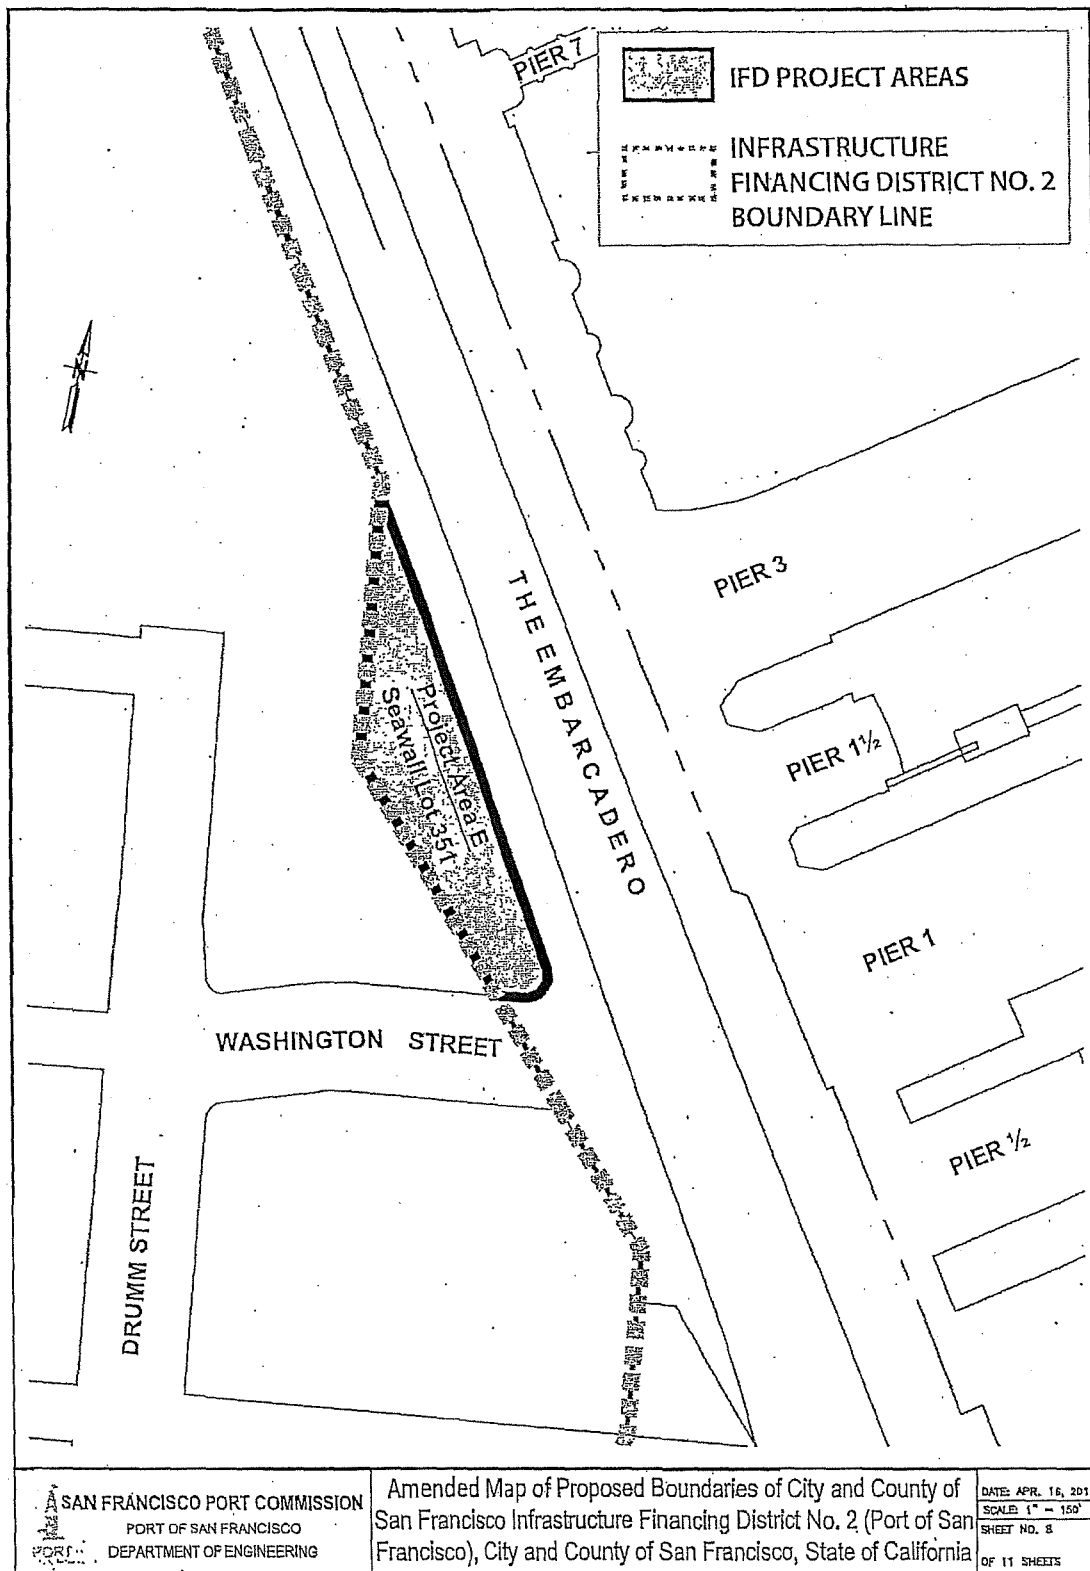 PIER 7
IFD PROJECT AREAS
INFRASTRUCTURE
FINANCING DISTRICT NO. 2
BOUNDARY LINE
N
PIER 3
THE EMBARCADERO
Project Area E
Seawall Lot 351
PIER 1½
PIER 1
WASHINGTON STREET
PIER ½
DRUMM STREET
SAN FRANCISCO PORT COMMISSION
PORT OF SAN FRANCISCO
DEPARTMENT OF ENGINEERING
PORT
Amended Map of Proposed Boundaries of City and County of
San Francisco Infrastructure Financing District No. 2 (Port of San
Francisco), City and County of San Francisco, State of California
DATE: APR. 16, 201
SCALE: 1" = 150'
SHEET NO. 8
OF 11 SHEETS